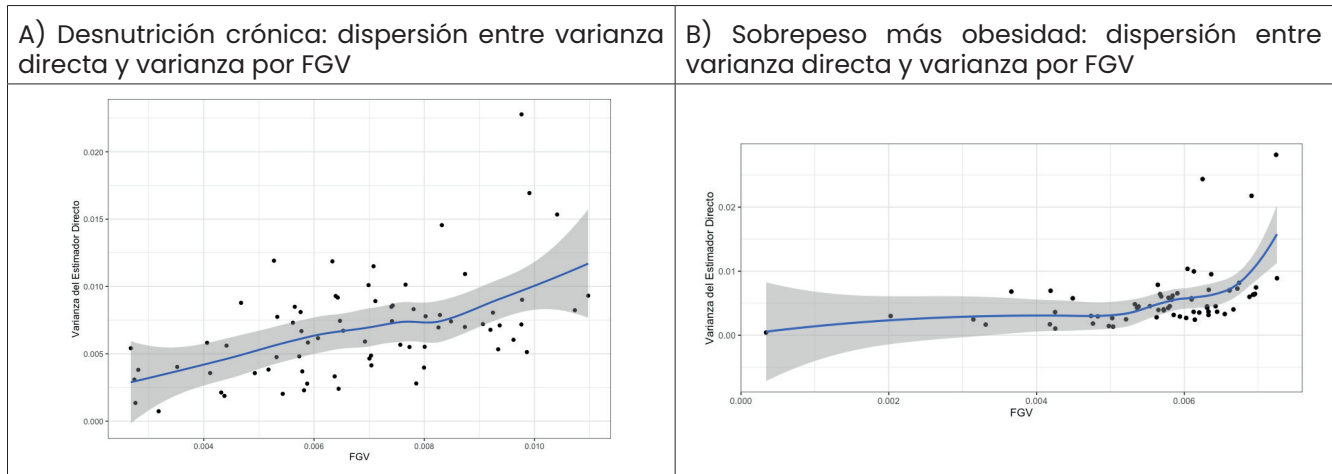 A) Desnutrición crónica: dispersión entre varianza
directa y varianza por FGV
B) Sobrepeso más obesidad: dispersión entre
varianza directa y varianza por FGV
Varianza del Estimador Directo
0.020
0.015
0.010
0.005
0.000
0.004 0.006 0.008 0.010
FGV
Varianza del Estimador Directo
0.02
0.01
0.00
0.000 0.002 0.004 0.006
FGV